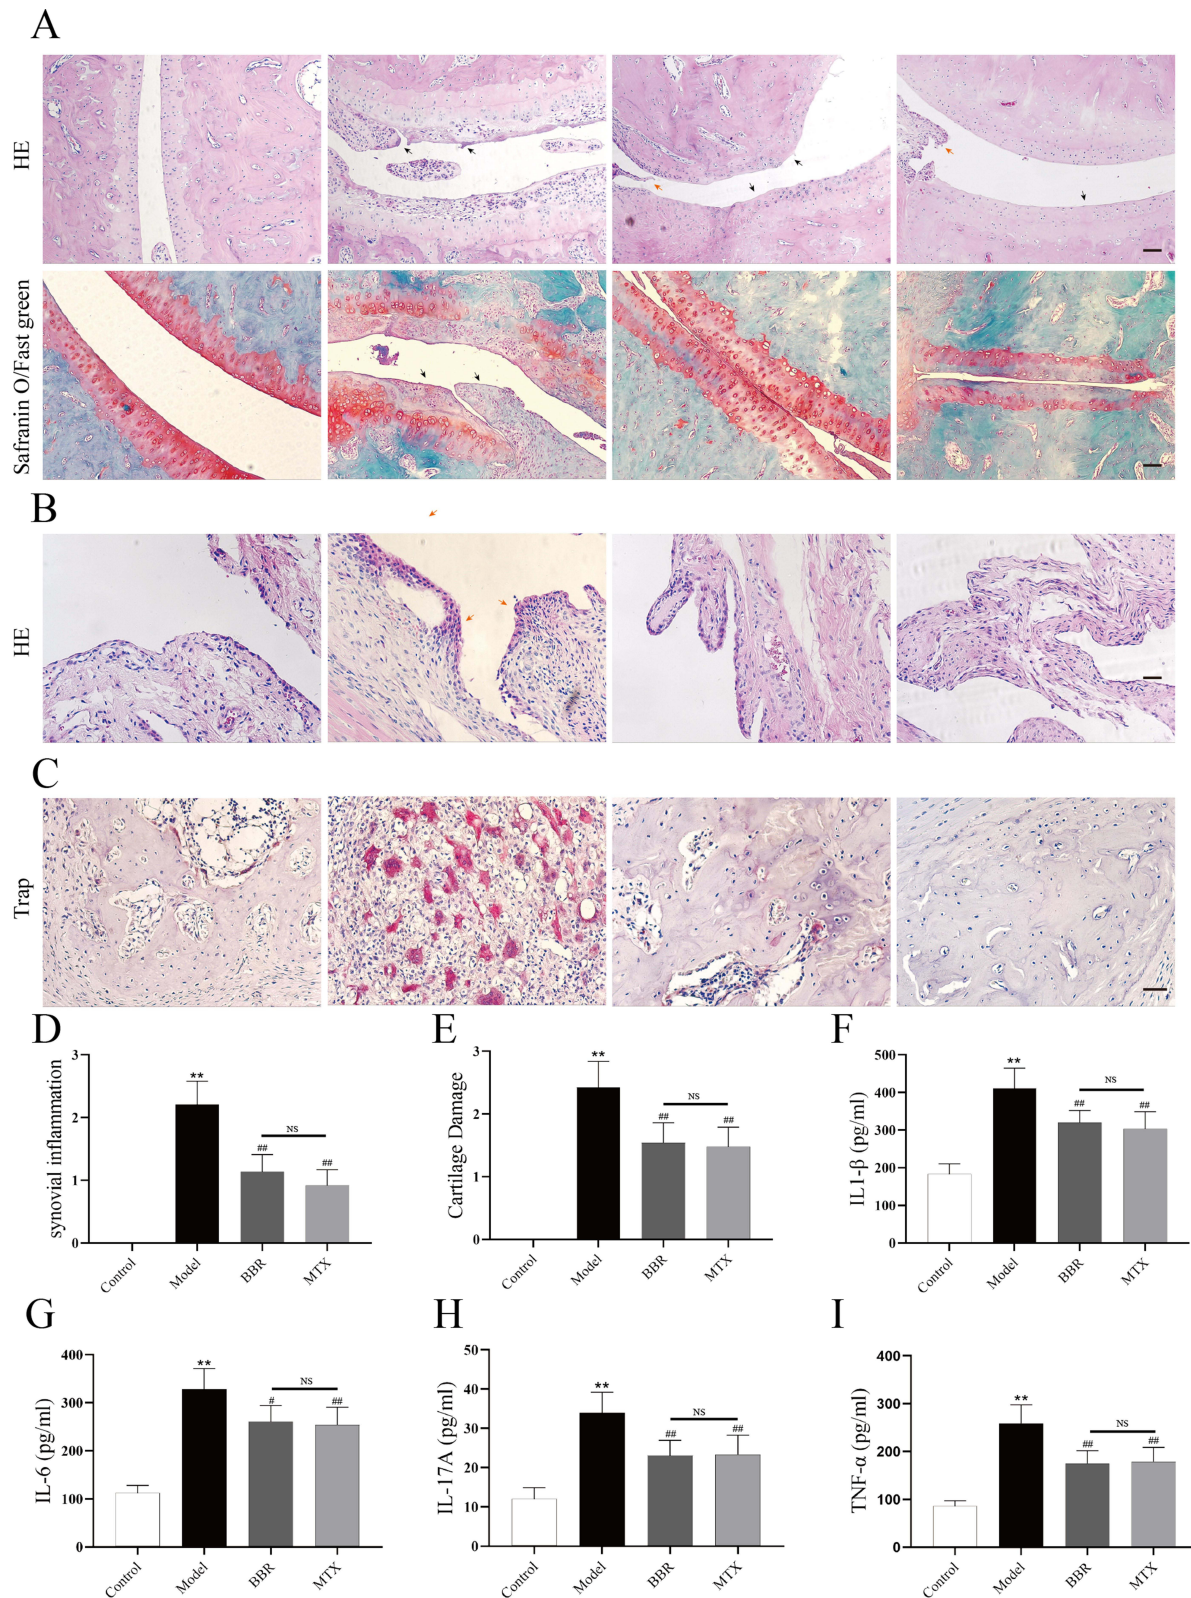 A
HE
Safranin O/Fast green
B
HE
C
Trap
D
synovial inflammation
3
2
1
0
**
##
NS
##
Control
Model
BBR
MTX
E
Cartilage Damage
3
2
1
0
**
##
NS
##
Control
Model
BBR
MTX
F
IL1-β (pg/ml)
500
400
300
200
100
0
**
##
NS
##
Control
Model
BBR
MTX
G
IL-6 (pg/ml)
400
300
200
100
0
**
#
NS
##
Control
Model
BBR
MTX
H
IL-17A (pg/ml)
50
40
30
20
10
0
**
##
NS
##
Control
Model
BBR
MTX
I
TNF-α (pg/ml)
400
300
200
100
0
**
##
NS
##
Control
Model
BBR
MTX